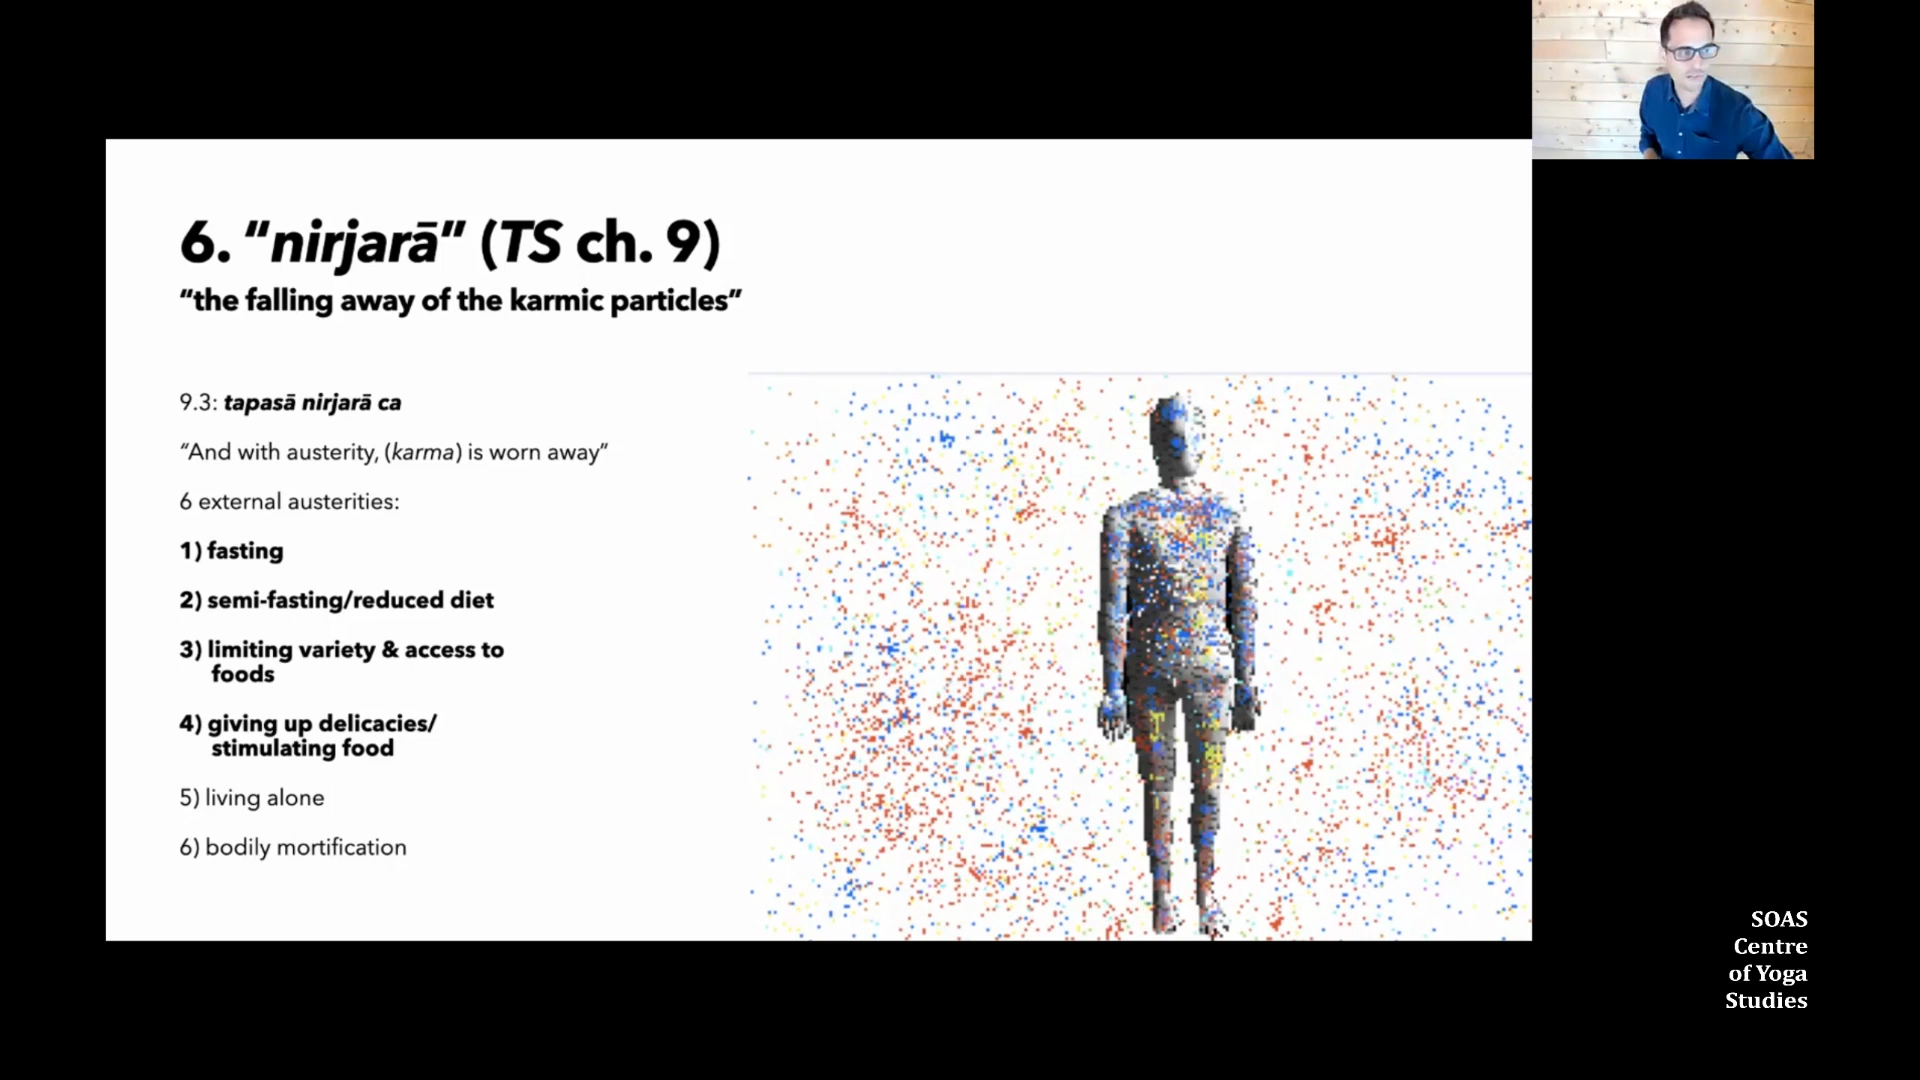 6. “nirjarā” (TS ch. 9)
“the falling away of the karmic particles”
9.3: tapasā nirjarā ca
“And with austerity, (karma) is worn away”
6 external austerities:
1) fasting
2) semi-fasting/reduced diet
3) limiting variety & access to
foods
4) giving up delicacies/
stimulating food
5) living alone
6) bodily mortification
SOAS
Centre
of Yoga
Studies